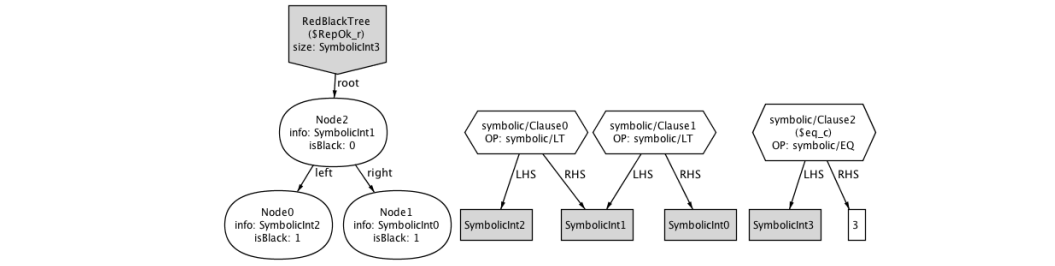 RedBlackTree
($RepOk_r)
size: SymbolicInt3
root
Node2
info: SymbolicInt1
isBlack: 0
left
right
Node0
info: SymbolicInt2
isBlack: 1
Node1
info: SymbolicInt0
isBlack: 1
symbolic/Clause0
OP: symbolic/LT
LHS
RHS
symbolic/Clause1
OP: symbolic/LT
LHS
RHS
SymbolicInt2
SymbolicInt1
SymbolicInt0
symbolic/Clause2
($eq_c)
OP: symbolic/EQ
LHS
RHS
SymbolicInt3
3